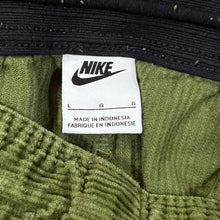 NIKE
L G G
MADE IN INDONESIA
FABRIQUÉ EN INDONÉSIE